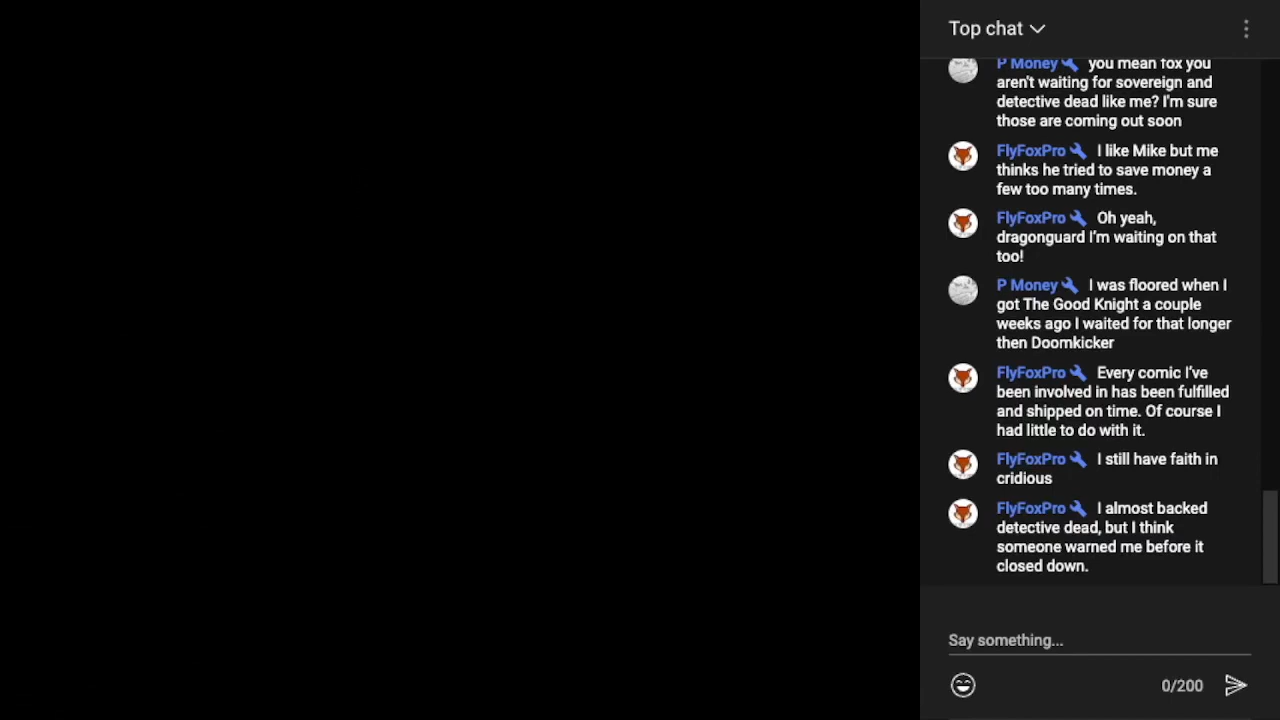 Top chat
P Money you mean fox you
aren't waiting for sovereign and
detective dead like me? I'm sure
those are coming out soon
FlyFoxPro I like Mike but me
thinks he tried to save money a
few too many times.
FlyFoxPro Oh yeah,
dragonguard I'm waiting on that
too!
P Money I was floored when I
got The Good Knight a couple
weeks ago I waited for that longer
then Doomkicker
FlyFoxPro Every comic I've
been involved in has been fulfilled
and shipped on time. Of course I
had little to do with it.
FlyFoxPro I still have faith in
cridious
FlyFoxPro I almost backed
detective dead, but I think
someone warned me before it
closed down.
Say something...
0/200